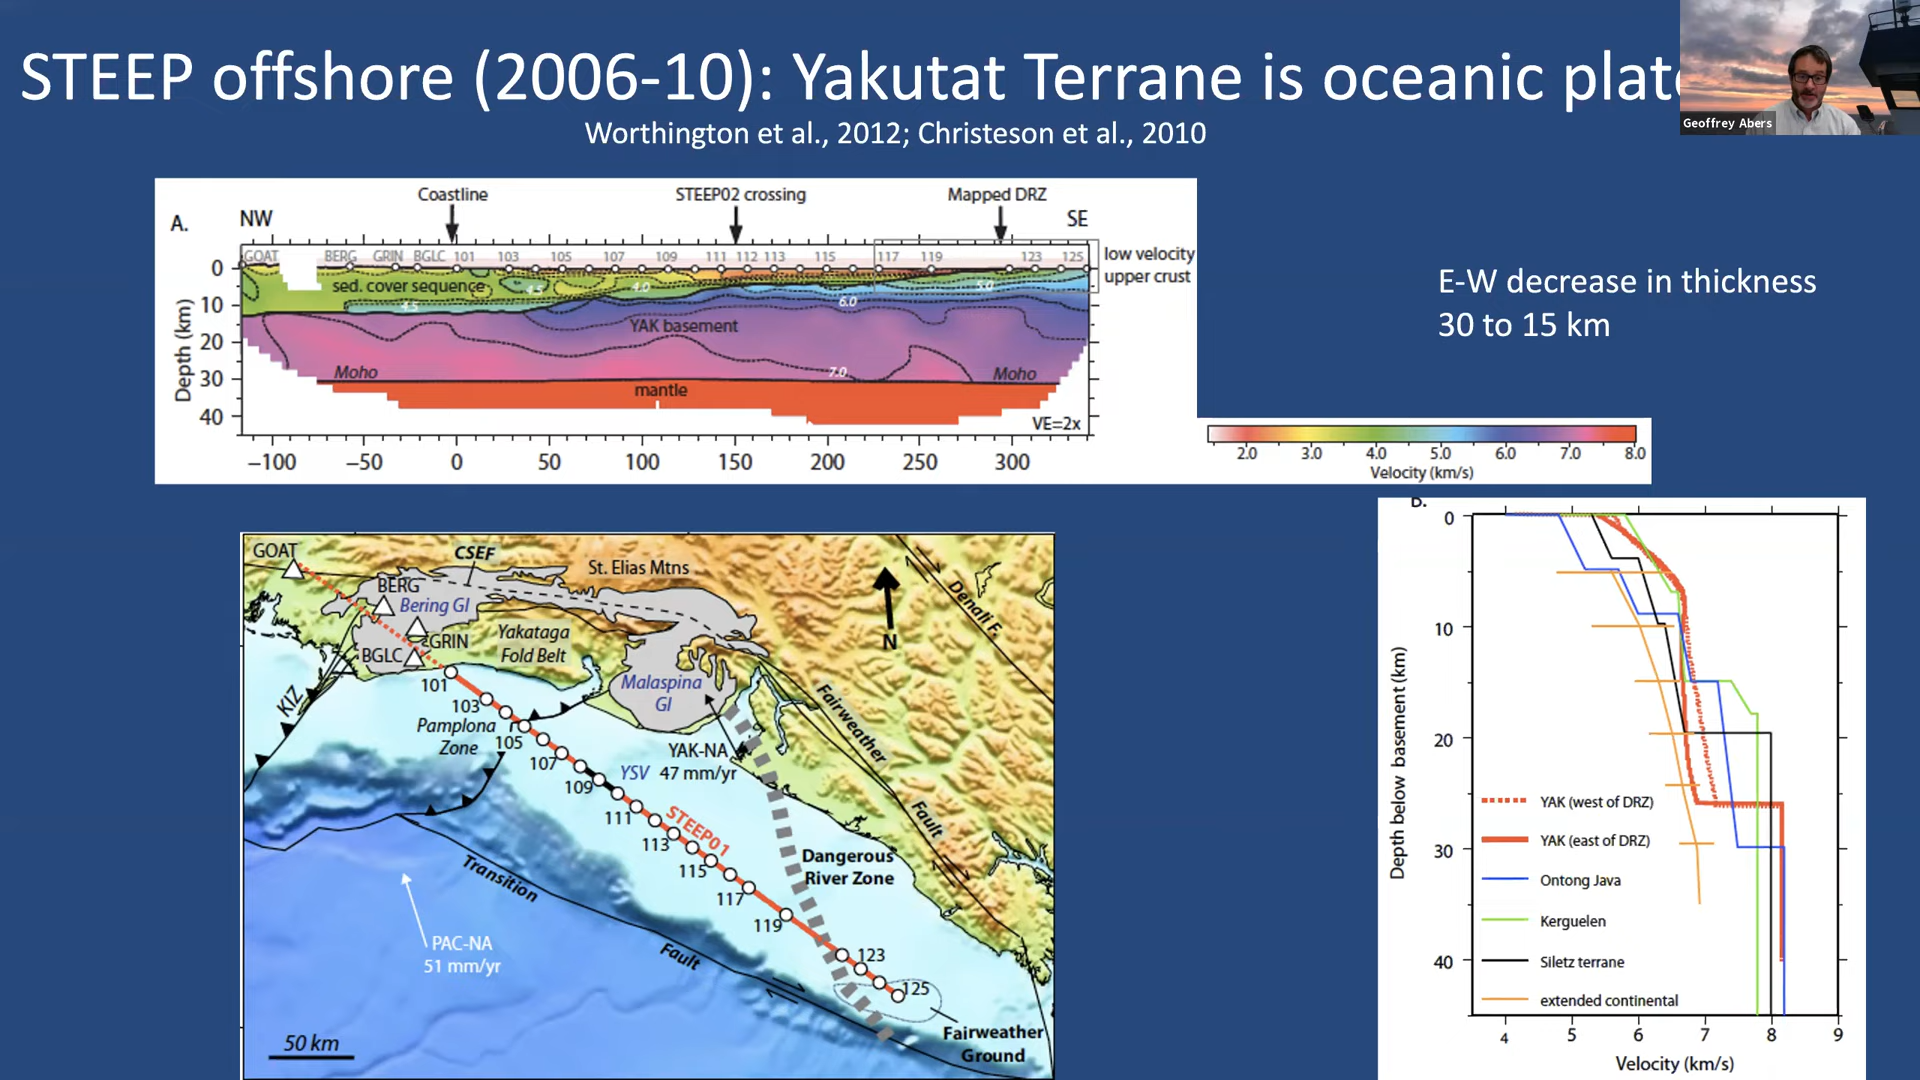 STEEP offshore (2006-10): Yakutat Terrane is oceanic plat
Worthington et al., 2012; Christeson et al., 2010
Geoffrey Abers
Coastline
STEEP02 crossing
Mapped DRZ
A.
NW
SE
GOAT BERG GRIN BGLC 101 103 105 107 109 111 112 113 115 117 119 123 125
low velocity
upper crust
sed. cover sequence
4.5
4.5
4.0
5.0
6.0
YAK basement
7.0
Moho
Moho
mantle
VE=2x
Depth (km)
0
10
20
30
40
−100 −50 0 50 100 150 200 250 300
E-W decrease in thickness
30 to 15 km
2.0 3.0 4.0 5.0 6.0 7.0 8.0
Velocity (km/s)
GOAT
CSEF
St. Elias Mtns
BERG
Bering Gl
GRIN
BGLC
Yakataga
Fold Belt
Denali F.
N
KIZ
101
103
Pamplona
Zone
105
107
109
111
113
115
117
119
123
125
Malaspina
Gl
YAK-NA
47 mm/yr
YSV
STEEP01
Fairweather
Fault
Dangerous
River Zone
Transition
Fault
PAC-NA
51 mm/yr
Fairweather
Ground
50 km
0
10
20
30
40
Depth below basement (km)
YAK (west of DRZ)
YAK (east of DRZ)
Ontong Java
Kerguelen
Siletz terrane
extended continental
4 5 6 7 8 9
Velocity (km/s)